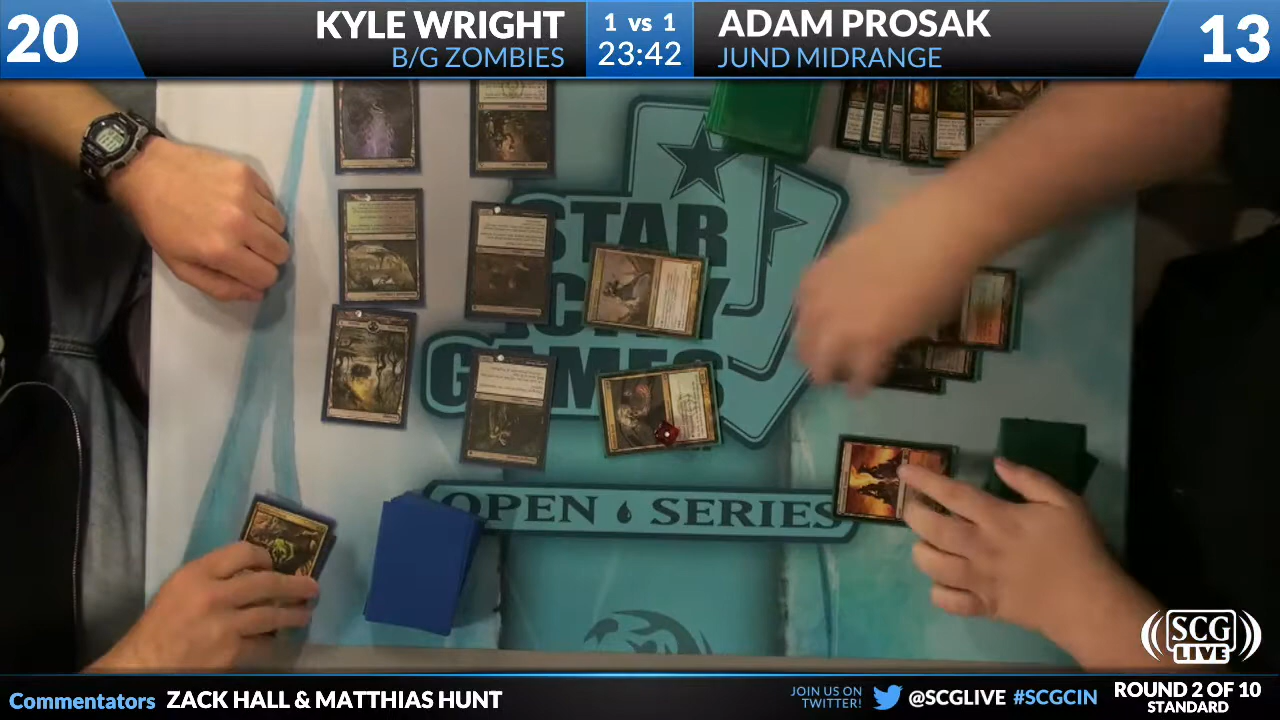 20
KYLE WRIGHT
B/G ZOMBIES
1 vs 1
23:42
ADAM PROSAK
JUND MIDRANGE
13
STAR
CITY
GAMES
OPEN SERIES
SCG
LIVE
Commentators ZACK HALL & MATTHIAS HUNT
JOIN US ON
TWITTER!
@SCGLIVE #SCGCIN
ROUND 2 OF 10
STANDARD